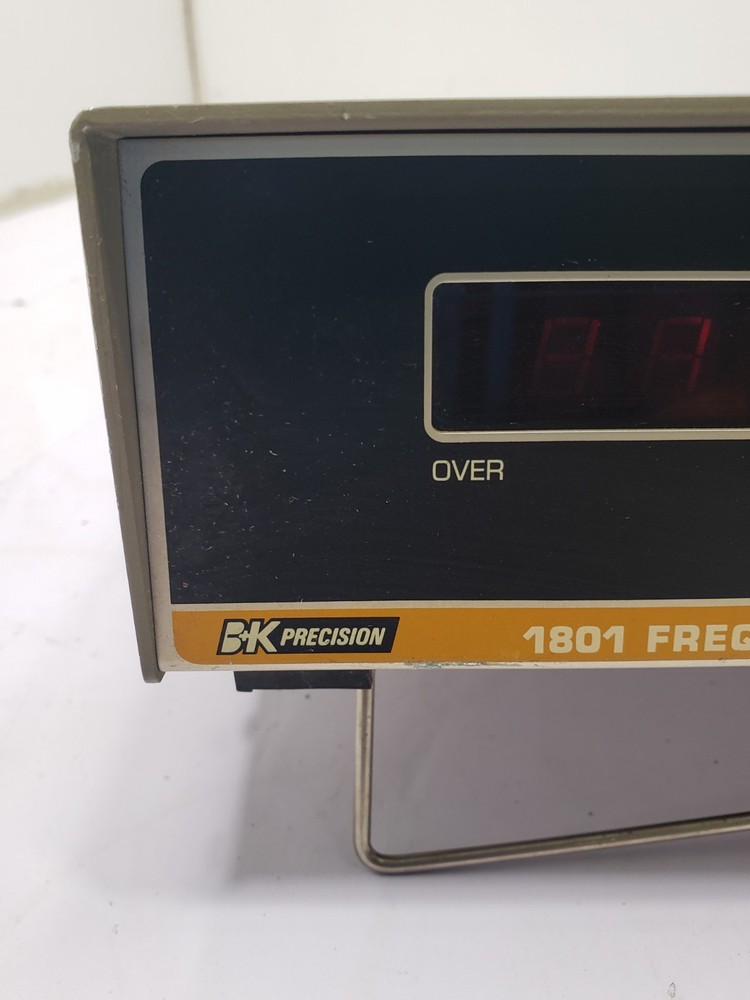 OVER
B+K PRECISION
1801 FREQ